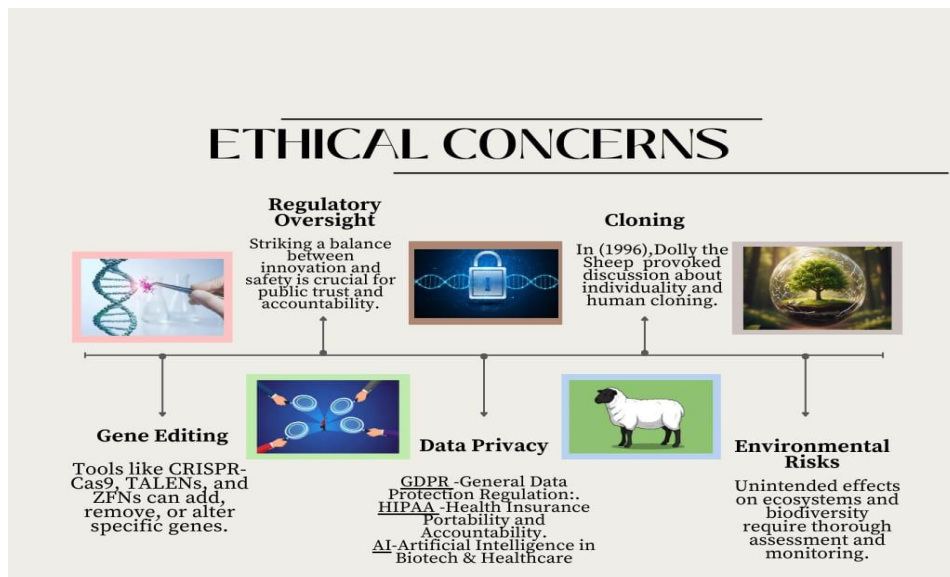 ETHICAL CONCERNS
Regulatory
Oversight
Striking a balance
between
innovation and
safety is crucial for
public trust and
accountability.
Cloning
In (1996),Dolly the
Sheep provoked
discussion about
individuality and
human cloning.
Gene Editing
Tools like CRISPR-
Cas9, TALENs, and
ZFNs can add,
remove, or alter
specific genes.
Data Privacy
GDPR -General Data
Protection Regulation:.
HIPAA -Health Insurance
Portability and
Accountability.
AI-Artificial Intelligence in
Biotech & Healthcare
Environmental
Risks
Unintended effects
on ecosystems and
biodiversity
require thorough
assessment and
monitoring.